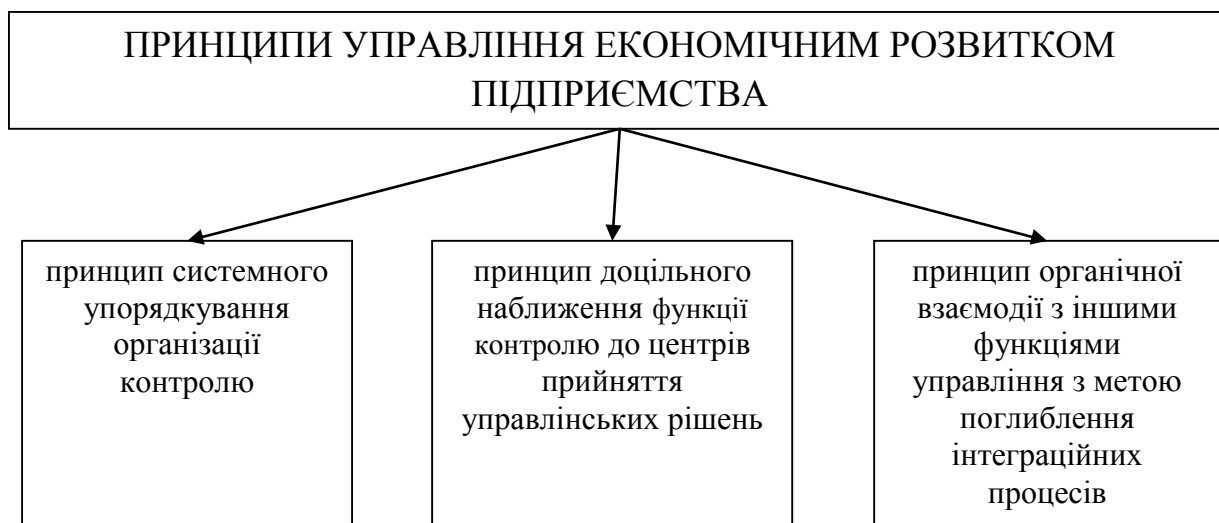 ПРИНЦИПИ УПРАВЛІННЯ ЕКОНОМІЧНИМ РОЗВИТКОМ
ПІДПРИЄМСТВА
принцип системного
упорядкування
організації
контролю
принцип доцільного
наближення функції
контролю до центрів
прийняття
управлінських рішень
принцип органічної
взаємодії з іншими
функціями
управління з метою
поглиблення
інтеграційних
процесів